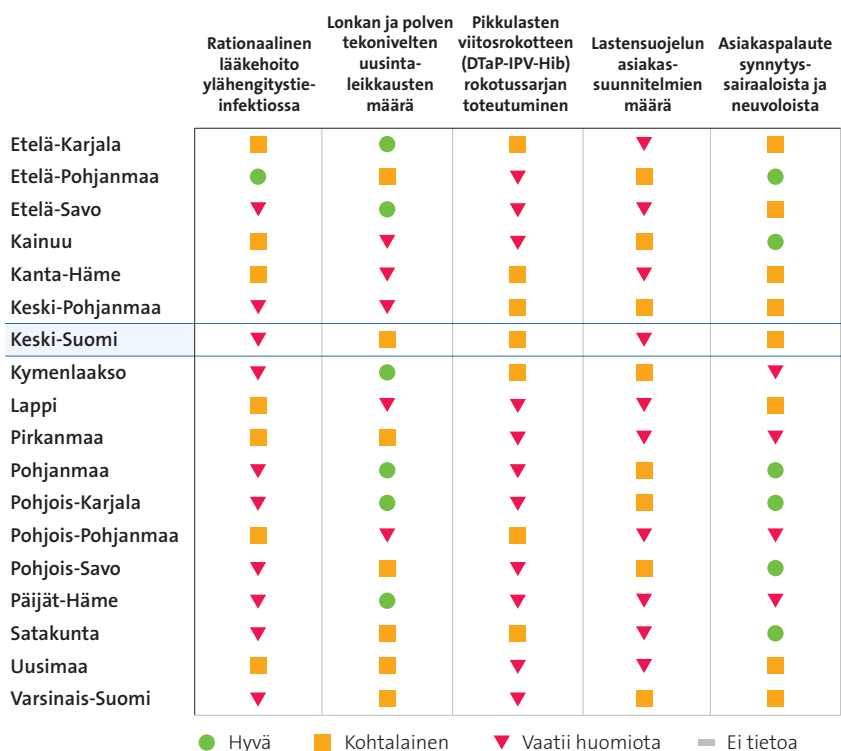 Rationaalinen
lääkehoito
ylähengitystie-
infektiossa
Lonkan ja polven
tekonivelten
uusinta-
leikkausten
määrä
Pikkulasten
viitosrokotteen
(DTaP-IPV-Hib)
rokotussarjan
toteutuminen
Lastensuojelun
asiakas-
suunnitelmien
määrä
Asiakaspalaute
synnytys-
sairaaloista ja
neuvoloista
Etelä-Karjala
Etelä-Pohjanmaa
Etelä-Savo
Kainuu
Kanta-Häme
Keski-Pohjanmaa
Keski-Suomi
Kymenlaakso
Lappi
Pirkanmaa
Pohjanmaa
Pohjois-Karjala
Pohjois-Pohjanmaa
Pohjois-Savo
Päijät-Häme
Satakunta
Uusimaa
Varsinais-Suomi
Hyvä Kohtalainen Vaatii huomiota Ei tietoa